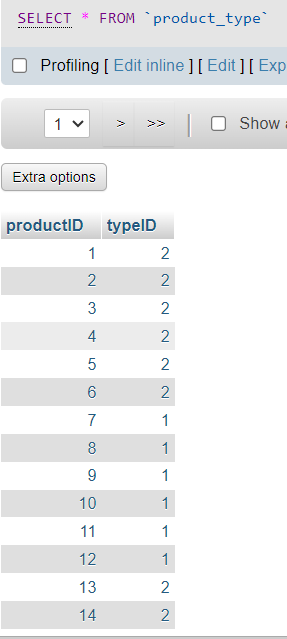 SELECT * FROM `product_type`
Profiling [ Edit inline ] [ Edit ] [ Exp
1 > >> Show
Extra options
productID typeID
1 2
2 2
3 2
4 2
5 2
6 2
7 1
8 1
9 1
10 1
11 1
12 1
13 2
14 2